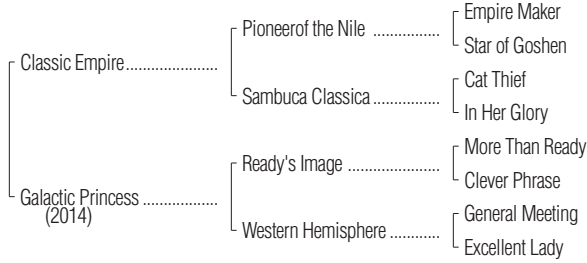 Empire Maker
Pioneerof the Nile ................
Star of Goshen
Classic Empire......................
Cat Thief
Sambuca Classica................
In Her Glory
More Than Ready
Ready's Image ......................
Clever Phrase
Galactic Princess ..................
(2014)
General Meeting
Western Hemisphere............
Excellent Lady